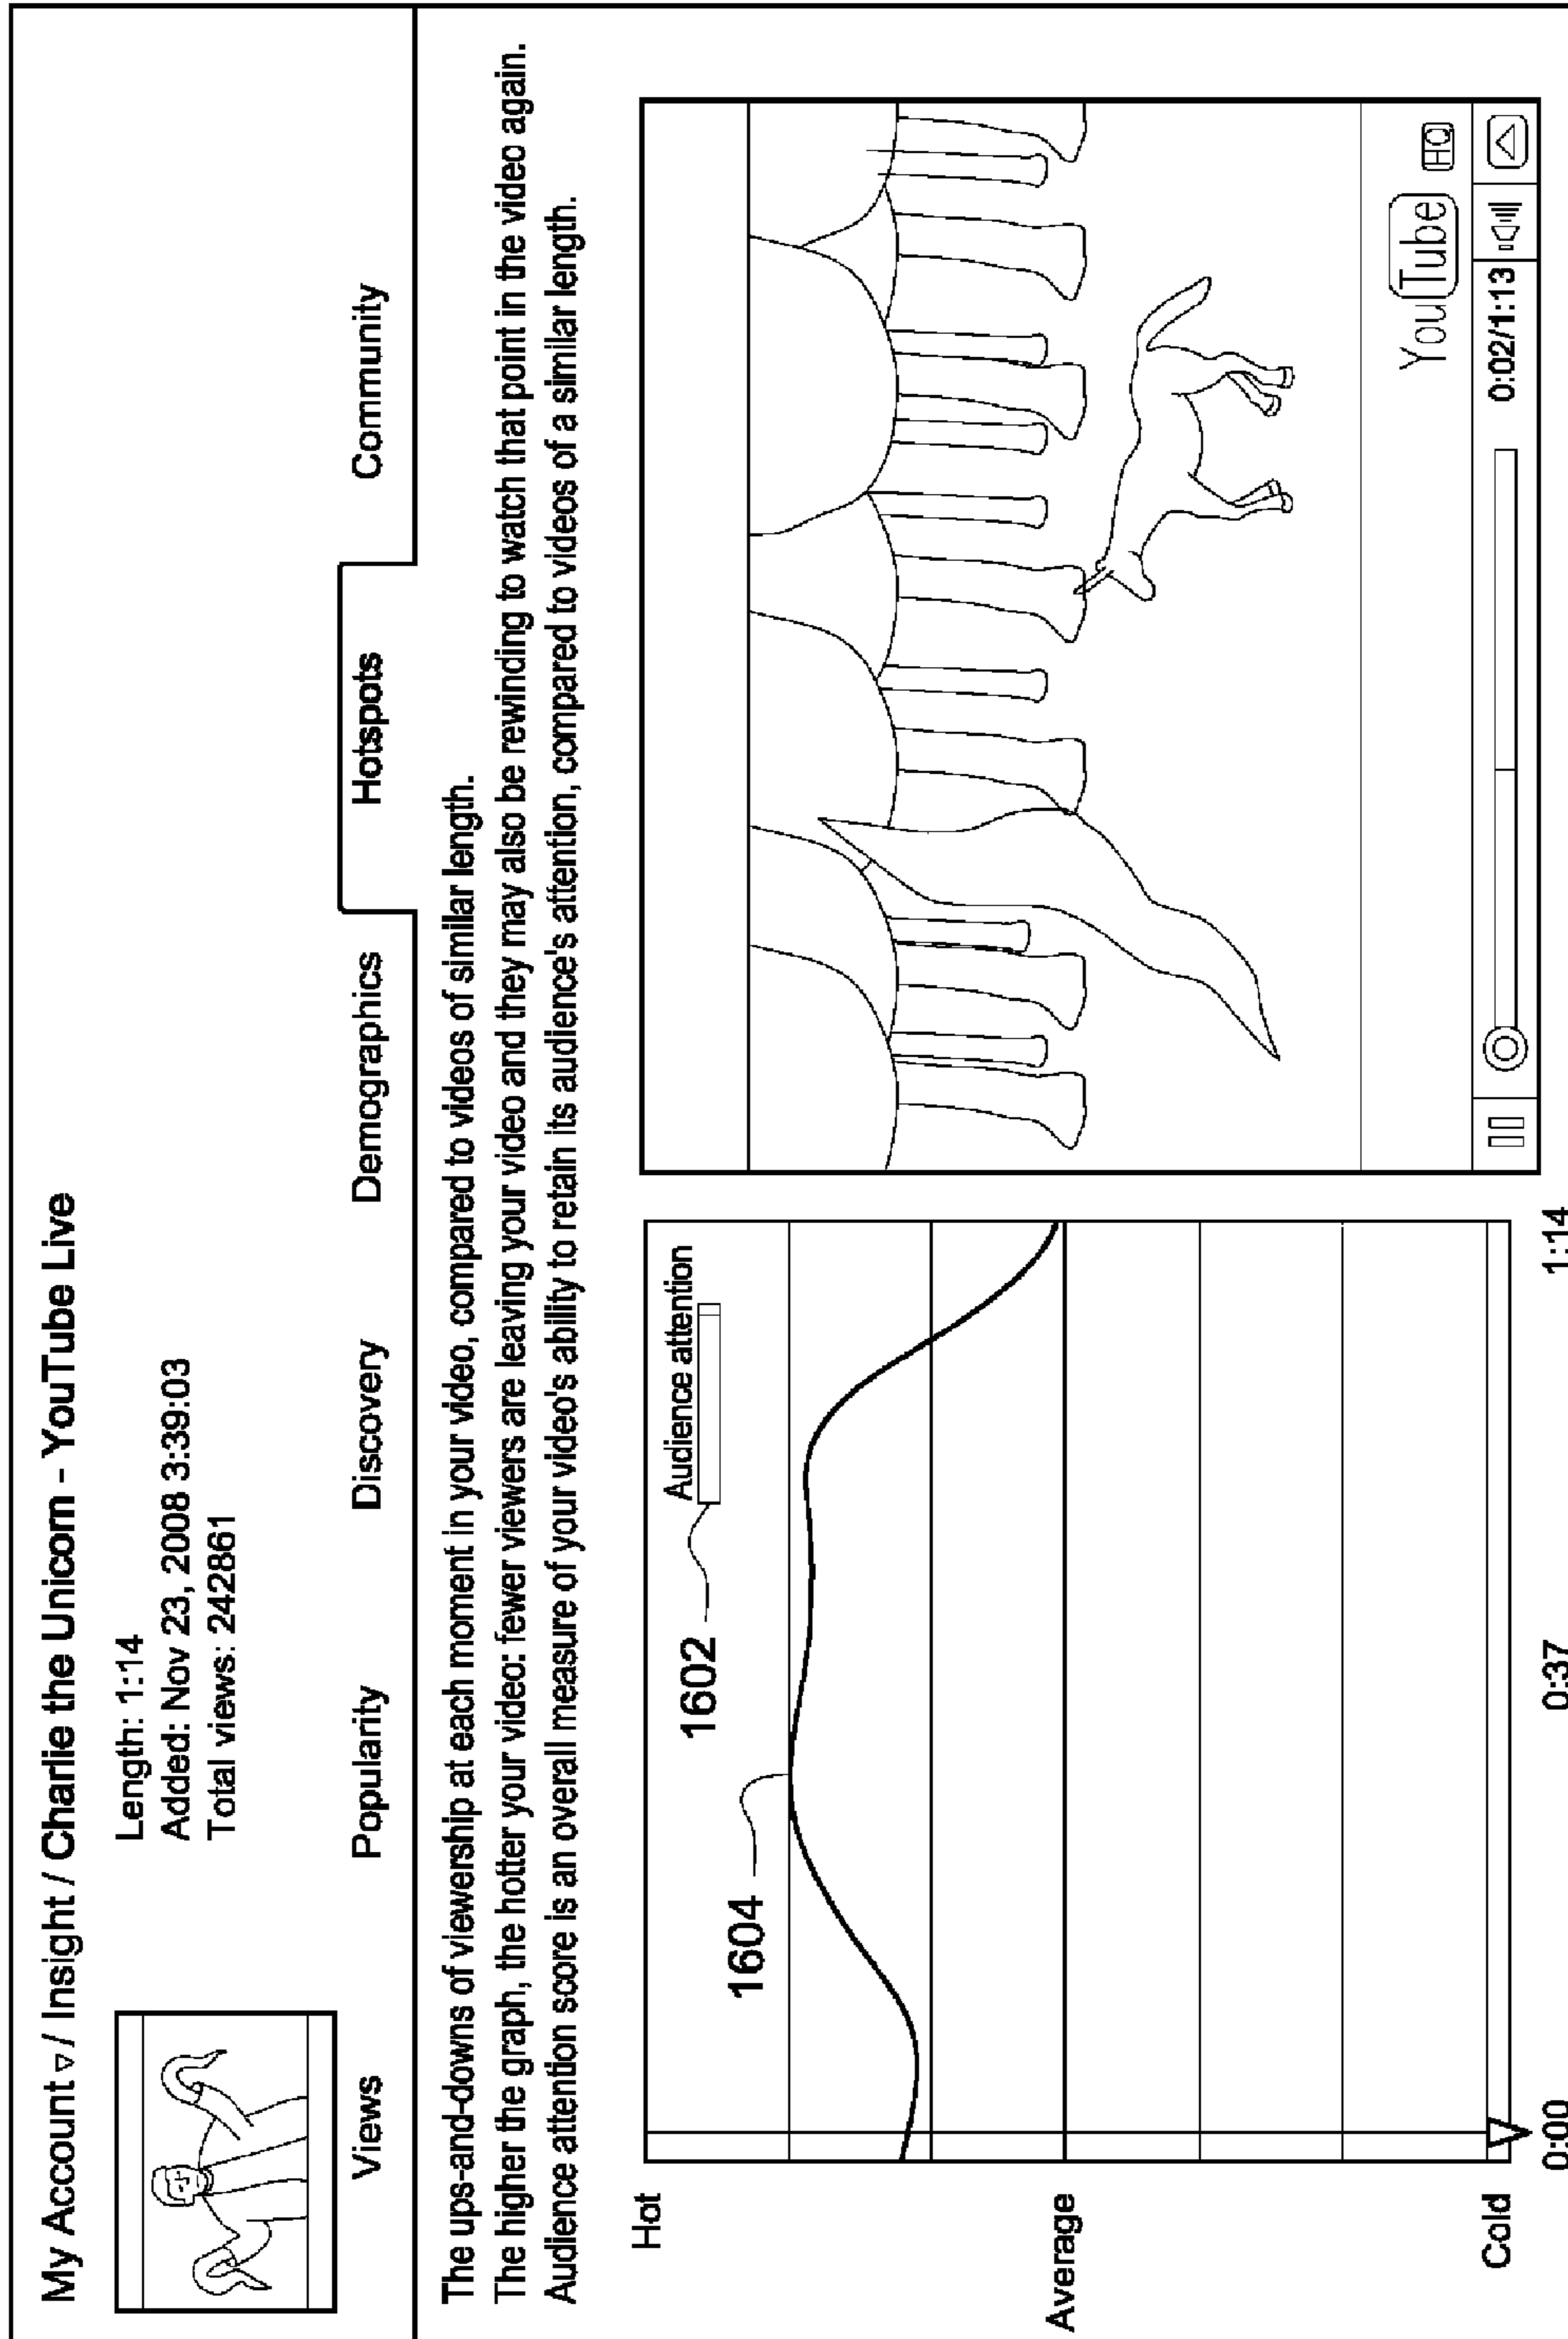 My Account ▿ / Insight / Charlie the Unicorn - YouTube Live
Length: 1:14
Added: Nov 23, 2008 3:39:03
Total views: 242861
Views
Popularity
Discovery
Demographics
Hotspots
Community
The ups-and-downs of viewership at each moment in your video, compared to videos of similar length.
The higher the graph, the hotter your video: fewer viewers are leaving your video and they may also be rewinding to watch that point in the video again.
Audience attention score is an overall measure of your video's ability to retain its audience's attention, compared to videos of a similar length.
Hot
Average
Cold
1604
1602
Audience attention
0:00
0:37
1:14
YouTube
HQ
0:02/1:13